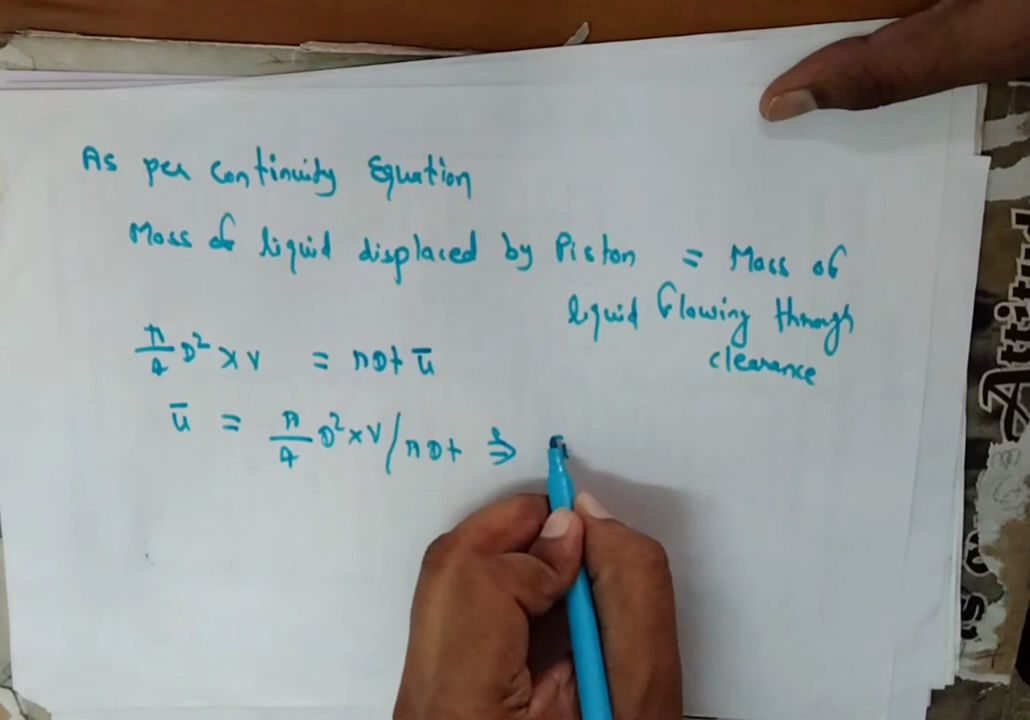 As per continuity Equation
Mass of liquid displaced by Piston = Mass of
liquid flowing through
clearance
π/4 D² × V = πDt ū
ū = π/4 D² × V / πDt ⇒
Attitud